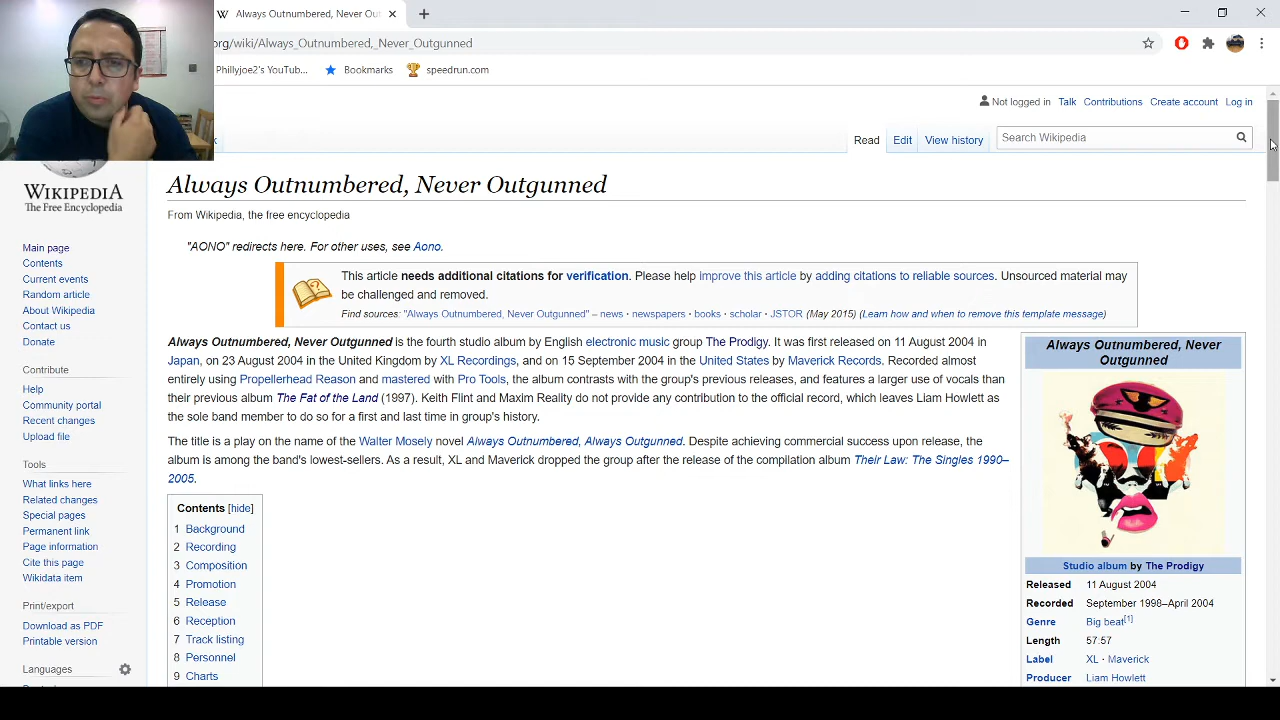 Always Outnumbered, Never Ou
org/wiki/Always_Outnumbered,_Never_Outgunned
Phillyjoe2's YouTub...
Bookmarks
speedrun.com
Not logged in Talk Contributions Create account Log in
Read Edit View history Search Wikipedia
WIKIPEDIA
The Free Encyclopedia
Main page
Contents
Current events
Random article
About Wikipedia
Contact us
Donate
Contribute
Help
Community portal
Recent changes
Upload file
Tools
What links here
Related changes
Special pages
Permanent link
Page information
Cite this page
Wikidata item
Print/export
Download as PDF
Printable version
Languages
Always Outnumbered, Never Outgunned
From Wikipedia, the free encyclopedia
"AONO" redirects here. For other uses, see Aono.
This article needs additional citations for verification. Please help improve this article by adding citations to reliable sources. Unsourced material may
be challenged and removed.
Find sources: "Always Outnumbered, Never Outgunned" – news · newspapers · books · scholar · JSTOR (May 2015) (Learn how and when to remove this template message)
Always Outnumbered, Never Outgunned is the fourth studio album by English electronic music group The Prodigy. It was first released on 11 August 2004 in
Japan, on 23 August 2004 in the United Kingdom by XL Recordings, and on 15 September 2004 in the United States by Maverick Records. Recorded almost
entirely using Propellerhead Reason and mastered with Pro Tools, the album contrasts with the group's previous releases, and features a larger use of vocals than
their previous album The Fat of the Land (1997). Keith Flint and Maxim Reality do not provide any contribution to the official record, which leaves Liam Howlett as
the sole band member to do so for a first and last time in group's history.
The title is a play on the name of the Walter Mosely novel Always Outnumbered, Always Outgunned. Despite achieving commercial success upon release, the
album is among the band's lowest-sellers. As a result, XL and Maverick dropped the group after the release of the compilation album Their Law: The Singles 1990–
2005.
Contents [hide]
1 Background
2 Recording
3 Composition
4 Promotion
5 Release
6 Reception
7 Track listing
8 Personnel
9 Charts
Always Outnumbered, Never
Outgunned
Studio album by The Prodigy
Released 11 August 2004
Recorded September 1998–April 2004
Genre Big beat[1]
Length 57:57
Label XL · Maverick
Producer Liam Howlett